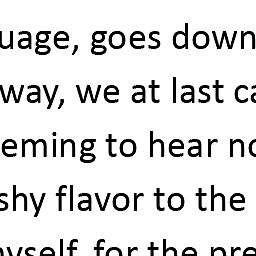 uage, goes down
way, we at last ca
eming to hear no
shy flavor to the
myself, for the pre